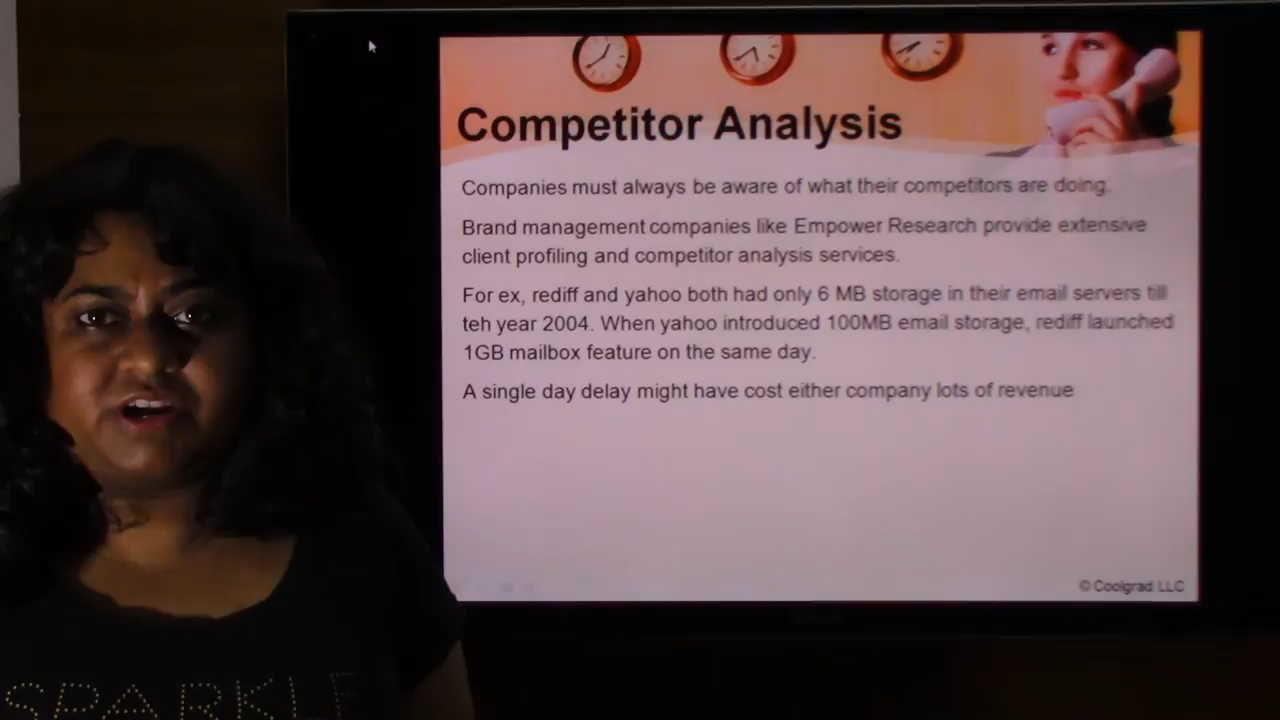 Competitor Analysis
Companies must always be aware of what their competitors are doing.
Brand management companies like Empower Research provide extensive
client profiling and competitor analysis services.
For ex, rediff and yahoo both had only 6 MB storage in their email servers till
teh year 2004. When yahoo introduced 100MB email storage, rediff launched
1GB mailbox feature on the same day.
A single day delay might have cost either company lots of revenue
© Coolgrad LLC
SPARKLE